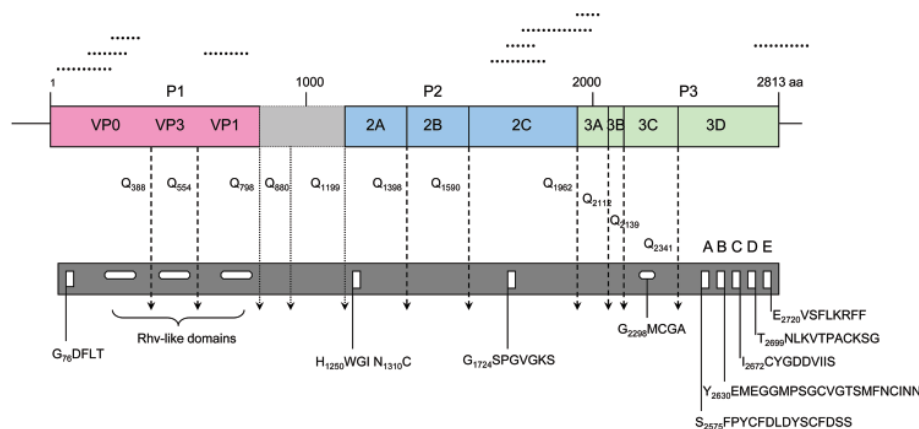 1 1000 2000 2813 aa
P1 P2 P3
VP0 VP3 VP1 2A 2B 2C 3A 3B 3C 3D
Q388 Q554 Q798 Q880 Q1199 Q1398 Q1590 Q1962
Q2112
Q2139
Q2341
A B C D E
G76DFLT
Rhv-like domains
H1250WGI N1310C
G1724SPGVGKS
G2298MCGA
E2720VSFLKRFF
T2699NLKVTPACKSG
I2672CYGDDVIIS
Y2630EMEGGMPSGCVGTSMFNCINN
S2575FPYCFDLDYSCFDSS